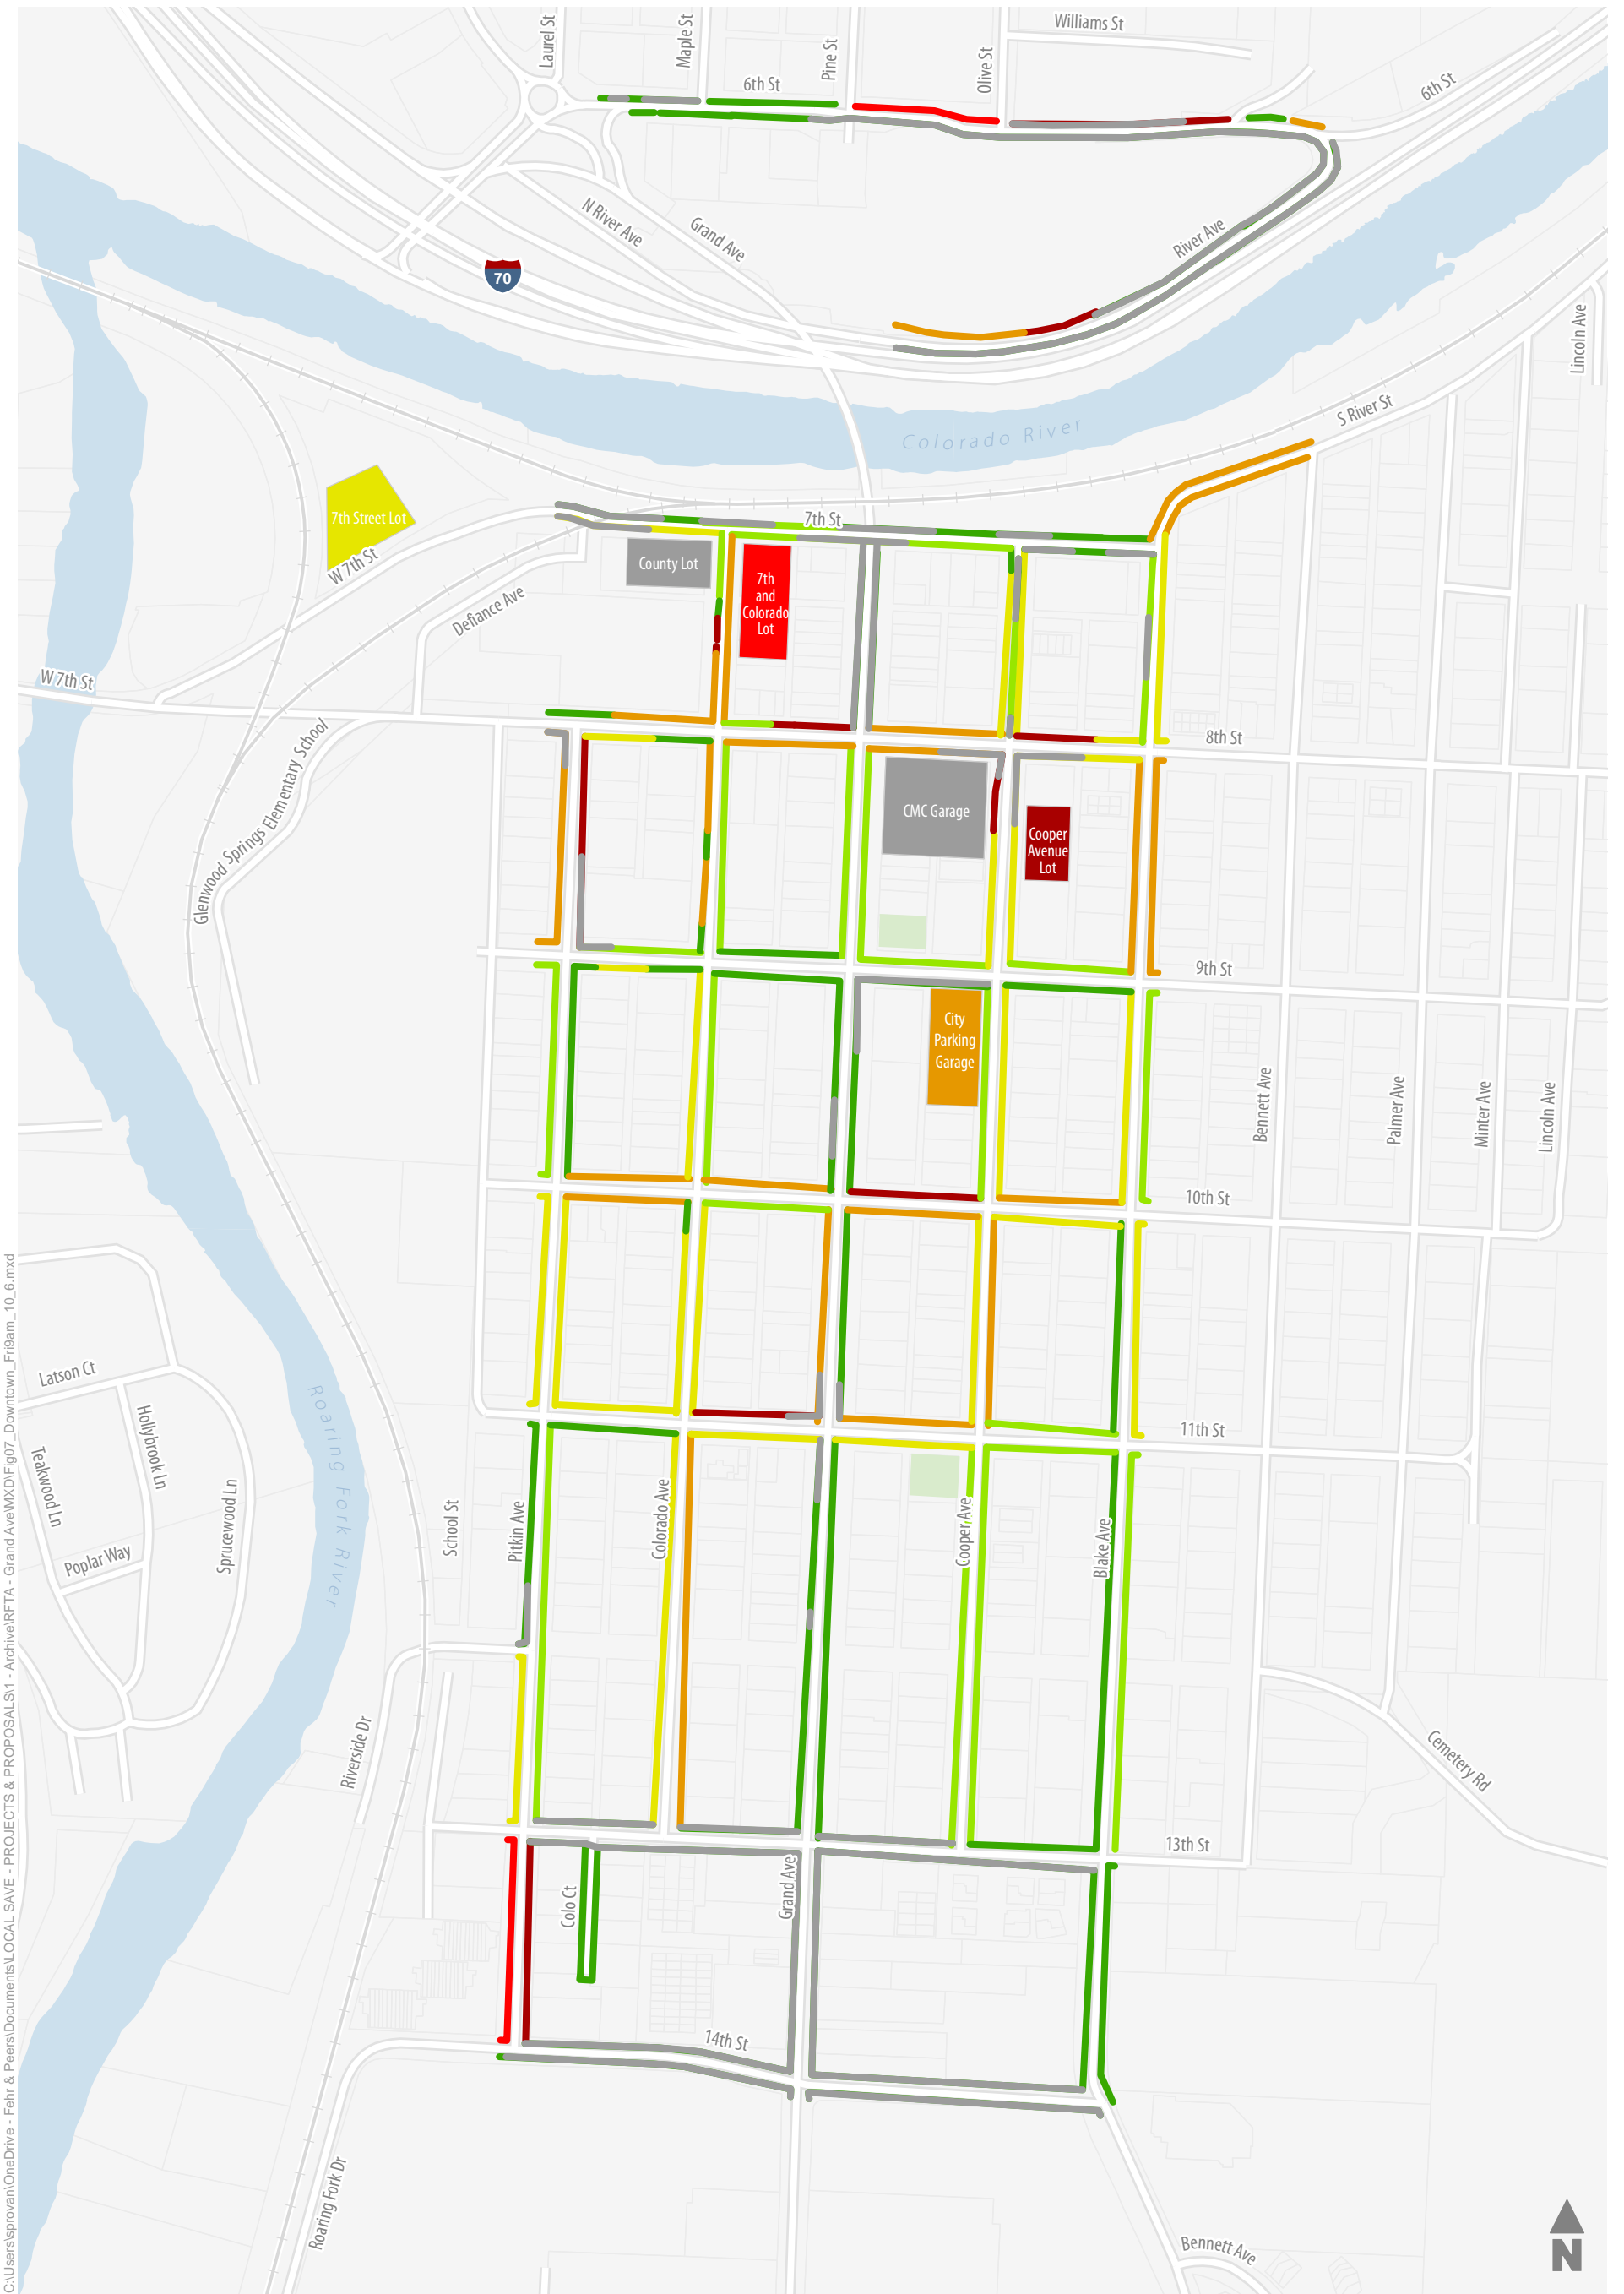 Williams St
Laurel St
Maple St
Pine St
Olive St
6th St
6th St
N River Ave
Grand Ave
River Ave
70
Lincoln Ave
S River St
Colorado River
7th Street Lot
7th St
W 7th St
County Lot
7th
and
Colorado
Lot
Defiance Ave
W 7th St
8th St
Glenwood Springs Elementary School
CMC Garage
Cooper
Avenue
Lot
9th St
City
Parking
Garage
Bennett Ave
Palmer Ave
Minter Ave
Lincoln Ave
10th St
Latson Ct
Hollybrook Ln
Teakwood Ln
Roaring Fork River
11th St
Sprucewood Ln
School St
Pitkin Ave
Colorado Ave
Cooper Ave
Blake Ave
Poplar Way
Riverside Dr
Cemetery Rd
13th St
Colo Ct
Grand Ave
14th St
Roaring Fork Dr
Bennett Ave
N
C:\Users\sprovan\OneDrive - Fehr & Peers\Documents\LOCAL SAVE - PROJECTS & PROPOSALS\1 - Archive\RFTA - Grand Ave\MXD\Fig07_Downtown_Fri9am_10_6.mxd